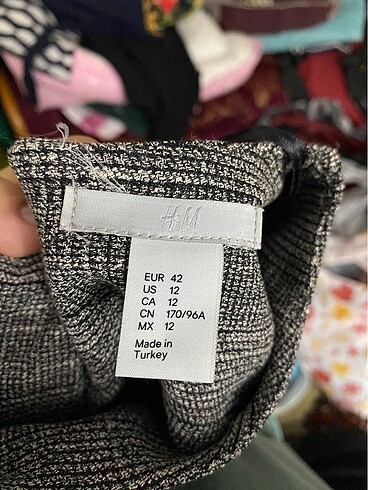 H&M
EUR 42
US 12
CA 12
CN 170/96A
MX 12
Made in
Turkey